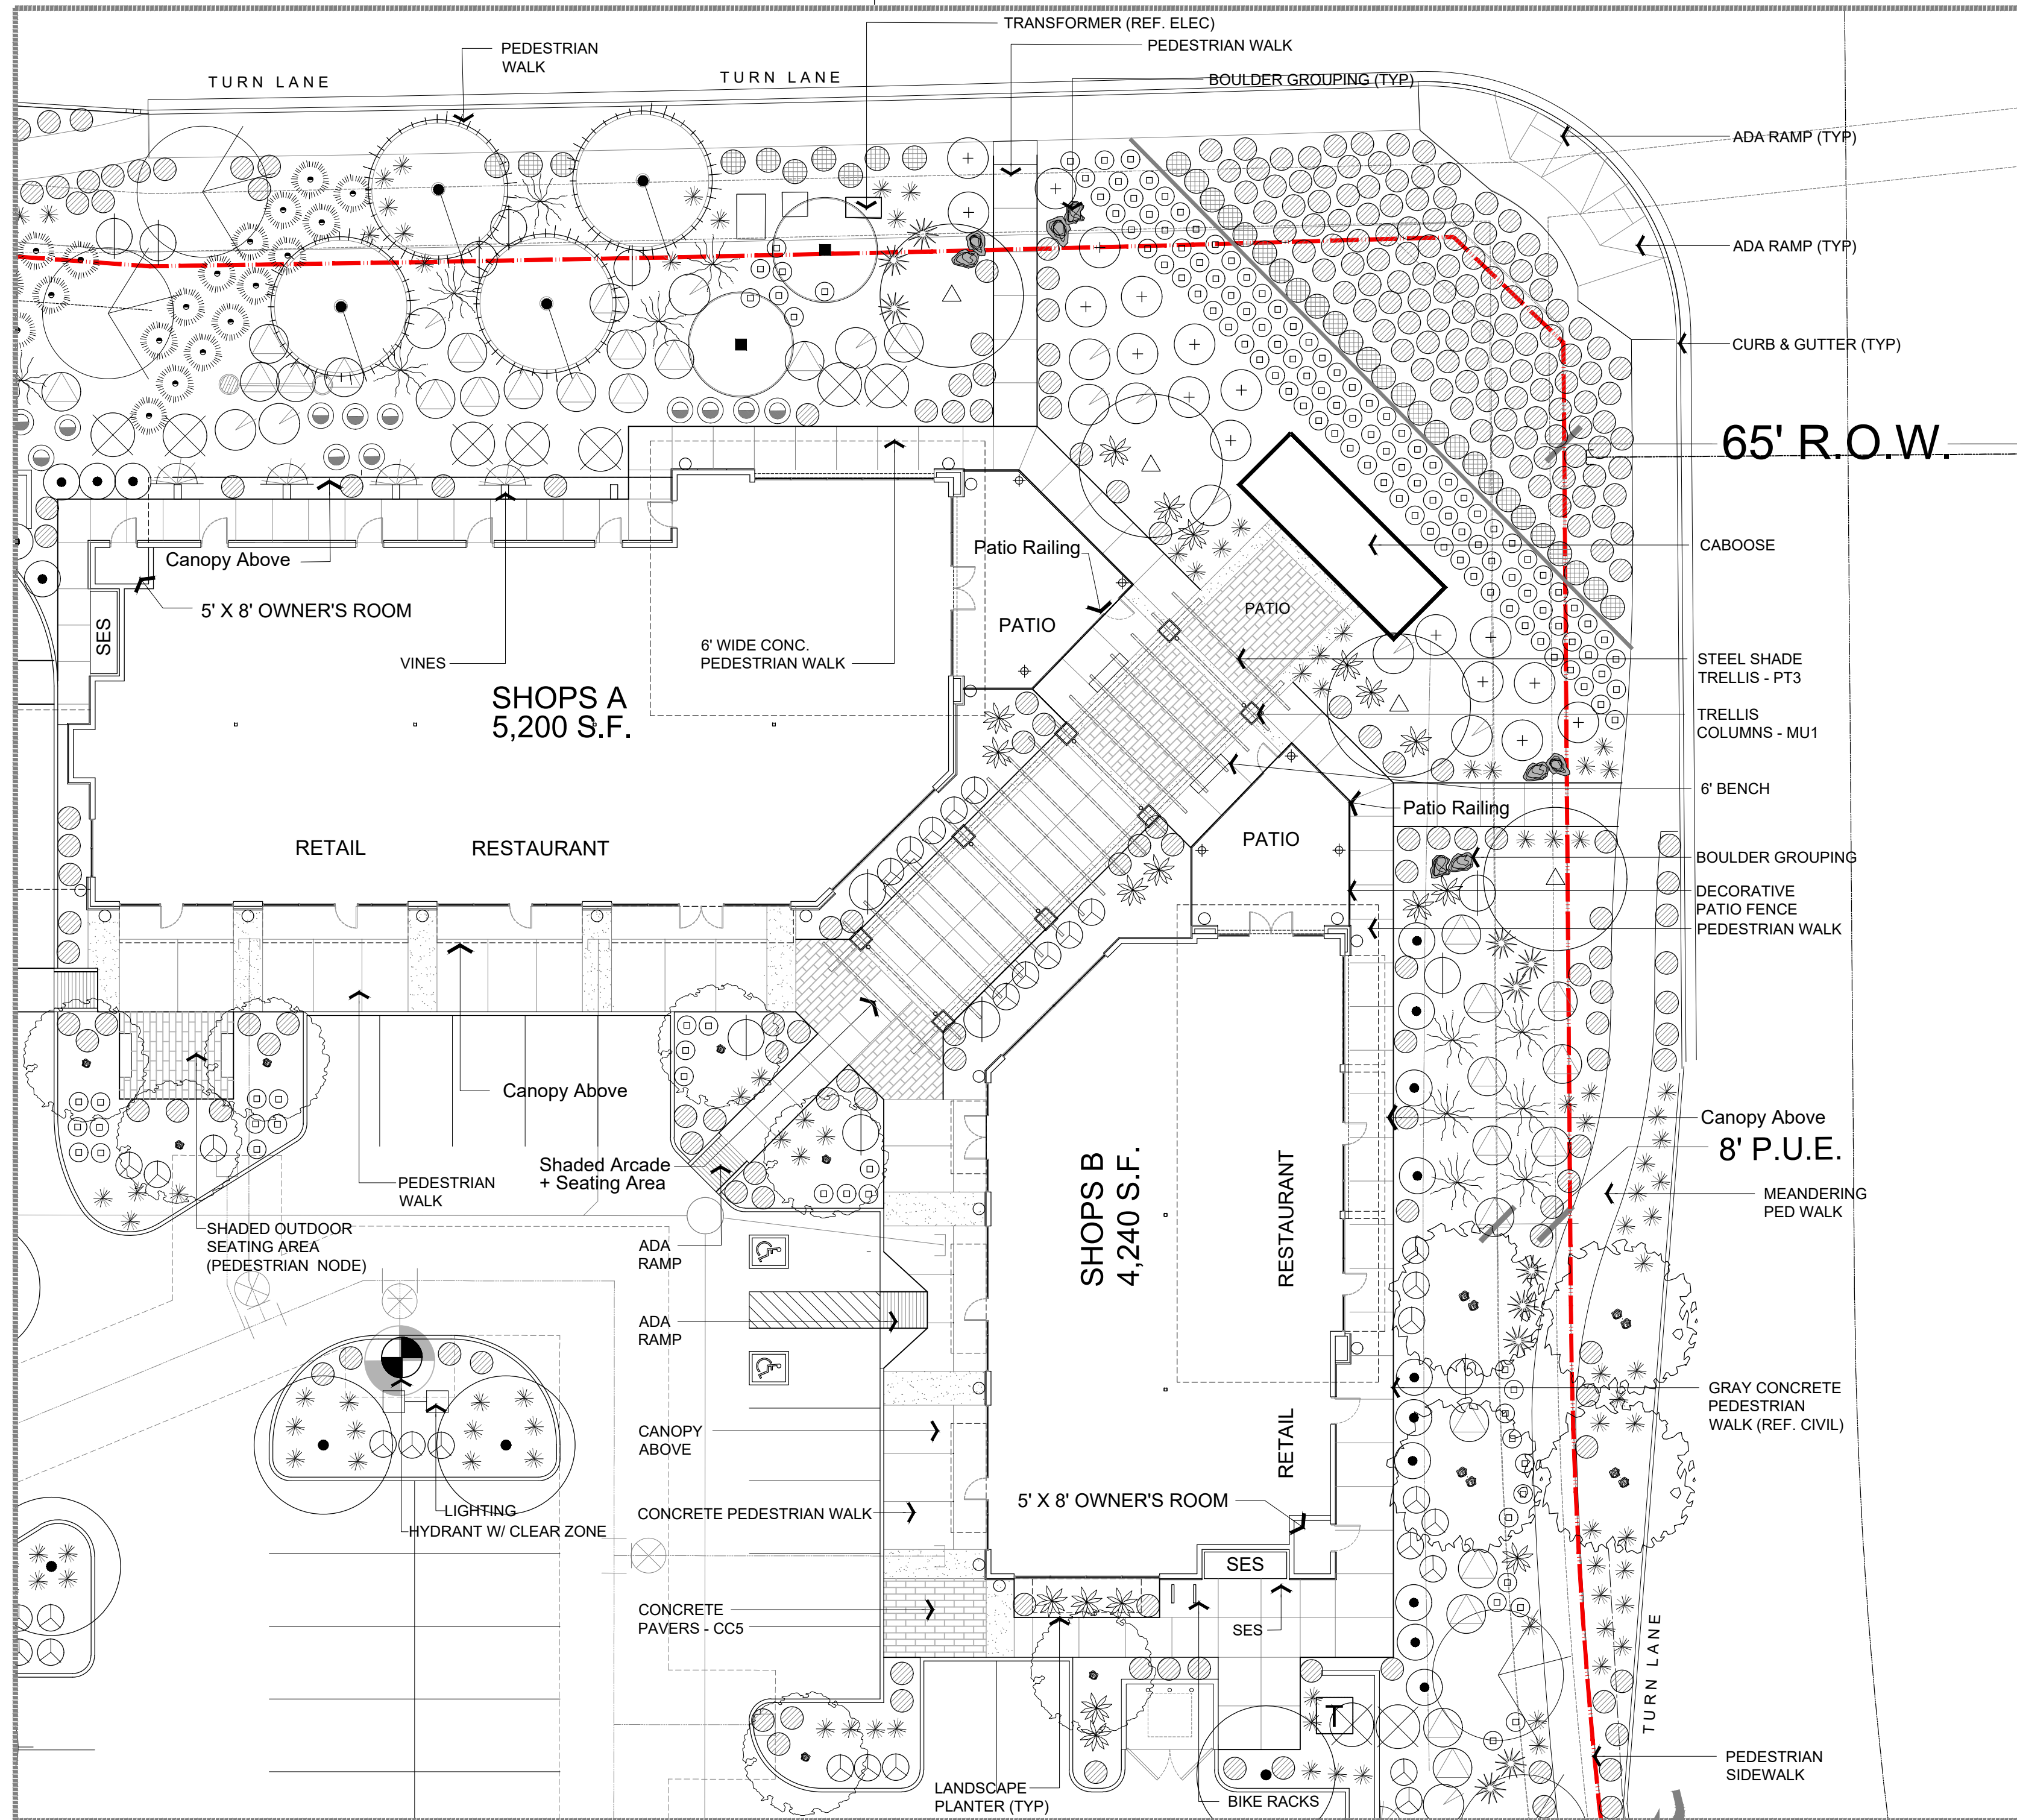 TRANSFORMER (REF. ELEC)
PEDESTRIAN
WALK
PEDESTRIAN WALK
TURN LANE
TURN LANE
BOULDER GROUPING (TYP)
ADA RAMP (TYP)
ADA RAMP (TYP)
CURB & GUTTER (TYP)
65' R.O.W.
CABOOSE
Canopy Above
Patio Railing
5' X 8' OWNER'S ROOM
SES
PATIO
PATIO
6' WIDE CONC.
PEDESTRIAN WALK
VINES
STEEL SHADE
TRELLIS - PT3
SHOPS A
5,200 S.F.
TRELLIS
COLUMNS - MU1
6' BENCH
Patio Railing
RETAIL
RESTAURANT
PATIO
BOULDER GROUPING
DECORATIVE
PATIO FENCE
PEDESTRIAN WALK
Canopy Above
Canopy Above
8' P.U.E.
Shaded Arcade
+ Seating Area
PEDESTRIAN
WALK
MEANDERING
PED WALK
SHOPS B
4,240 S.F.
RESTAURANT
SHADED OUTDOOR
SEATING AREA
(PEDESTRIAN NODE)
ADA
RAMP
ADA
RAMP
GRAY CONCRETE
PEDESTRIAN
WALK (REF. CIVIL)
CANOPY
ABOVE
RETAIL
5' X 8' OWNER'S ROOM
LIGHTING
HYDRANT W/ CLEAR ZONE
CONCRETE PEDESTRIAN WALK
SES
CONCRETE
PAVERS - CC5
SES
TURN LANE
T
PEDESTRIAN
SIDEWALK
LANDSCAPE
PLANTER (TYP)
BIKE RACKS